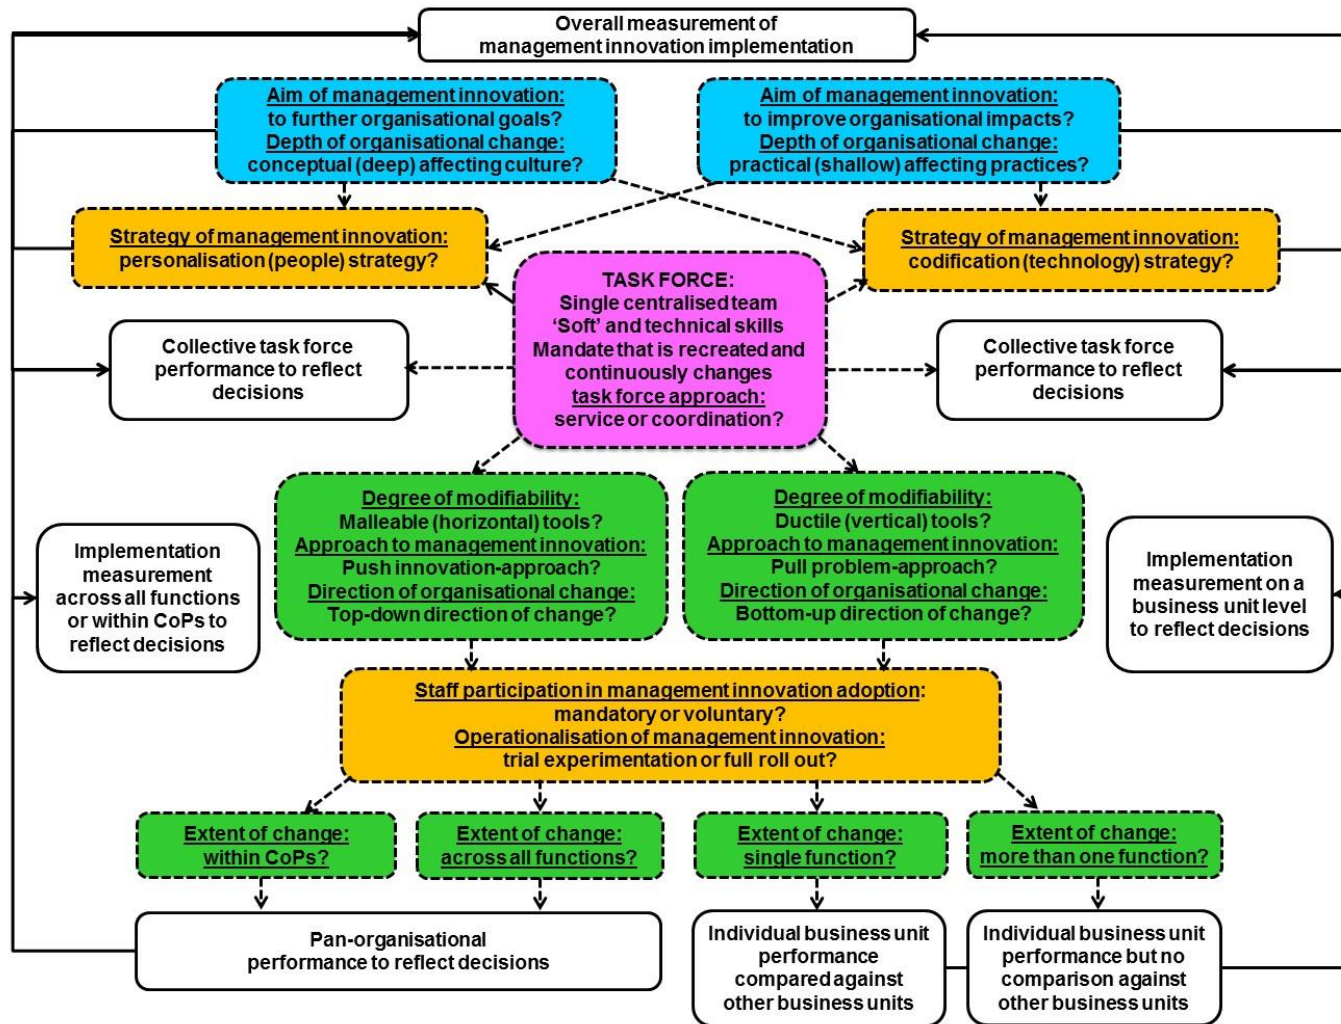 Overall measurement of
management innovation implementation
Aim of management innovation:
to further organisational goals?
Depth of organisational change:
conceptual (deep) affecting culture?
Aim of management innovation:
to improve organisational impacts?
Depth of organisational change:
practical (shallow) affecting practices?
Strategy of management innovation:
personalisation (people) strategy?
Strategy of management innovation:
codification (technology) strategy?
TASK FORCE:
Single centralised team
‘Soft’ and technical skills
Mandate that is recreated and
continuously changes
task force approach:
service or coordination?
Collective task force
performance to reflect
decisions
Collective task force
performance to reflect
decisions
Degree of modifiability:
Malleable (horizontal) tools?
Approach to management innovation:
Push innovation-approach?
Direction of organisational change:
Top-down direction of change?
Degree of modifiability:
Ductile (vertical) tools?
Approach to management innovation:
Pull problem-approach?
Direction of organisational change:
Bottom-up direction of change?
Implementation
measurement
across all functions
or within CoPs to
reflect decisions
Implementation
measurement on a
business unit level
to reflect decisions
Staff participation in management innovation adoption:
mandatory or voluntary?
Operationalisation of management innovation:
trial experimentation or full roll out?
Extent of change:
within CoPs?
Extent of change:
across all functions?
Extent of change:
single function?
Extent of change:
more than one function?
Pan-organisational
performance to reflect decisions
Individual business unit
performance
compared against
other business units
Individual business unit
performance but no
comparison against
other business units